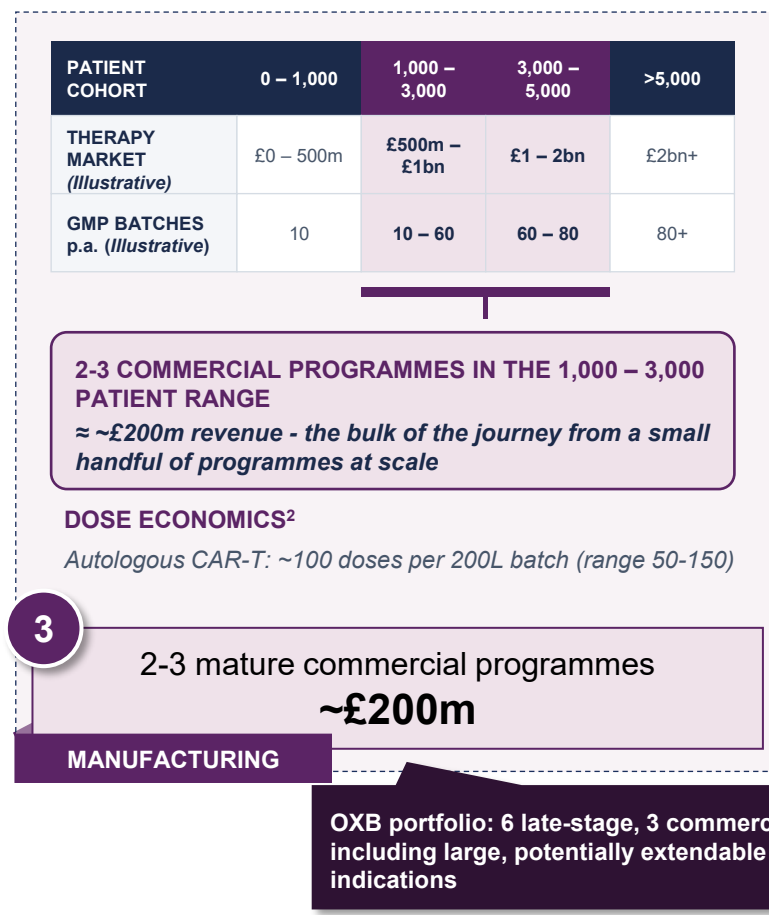 PATIENT COHORT 0 – 1,000 1,000 – 3,000 3,000 – 5,000 >5,000
THERAPY MARKET (Illustrative) £0 – 500m £500m – £1bn £1 – 2bn £2bn+
GMP BATCHES p.a. (Illustrative) 10 10 – 60 60 – 80 80+
2-3 COMMERCIAL PROGRAMMES IN THE 1,000 – 3,000
PATIENT RANGE
≈ ~£200m revenue - the bulk of the journey from a small
handful of programmes at scale
DOSE ECONOMICS²
Autologous CAR-T: ~100 doses per 200L batch (range 50-150)
3
2-3 mature commercial programmes
~£200m
MANUFACTURING
OXB portfolio: 6 late-stage, 3 commerc
including large, potentially extendable
indications